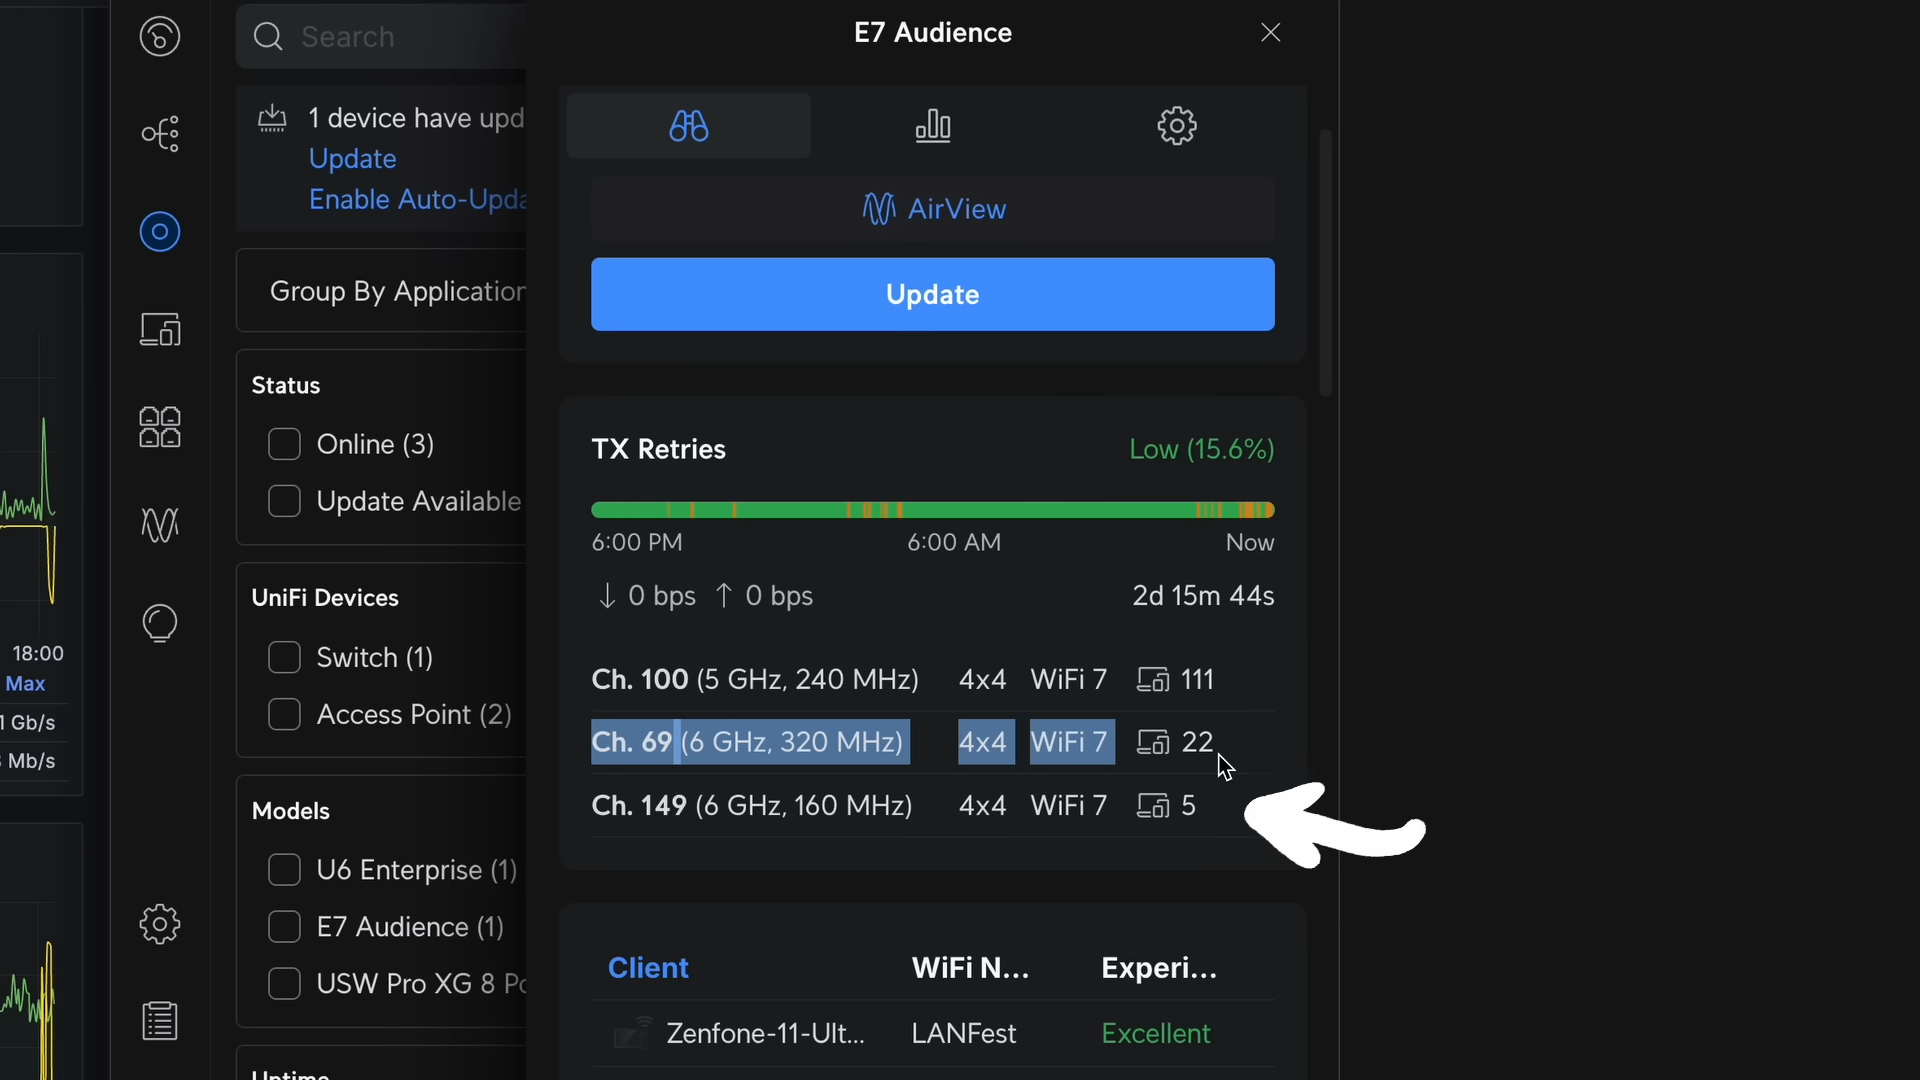 E7 Audience
Search
1 device have upd
Update
Enable Auto-Upda
AirView
Update
Group By Application
Status
Online (3)
Update Available
TX Retries
Low (15.6%)
6:00 PM
6:00 AM
Now
0 bps
0 bps
2d 15m 44s
UniFi Devices
Switch (1)
Access Point (2)
Ch. 100 (5 GHz, 240 MHz) 4x4 WiFi 7 111
Ch. 69 (6 GHz, 320 MHz) 4x4 WiFi 7 22
Ch. 149 (6 GHz, 160 MHz) 4x4 WiFi 7 5
18:00
Max
1 Gb/s
Mb/s
Models
U6 Enterprise (1)
E7 Audience (1)
USW Pro XG 8 Po
Uptime
Client WiFi N... Experi...
Zenfone-11-Ult... LANFest Excellent